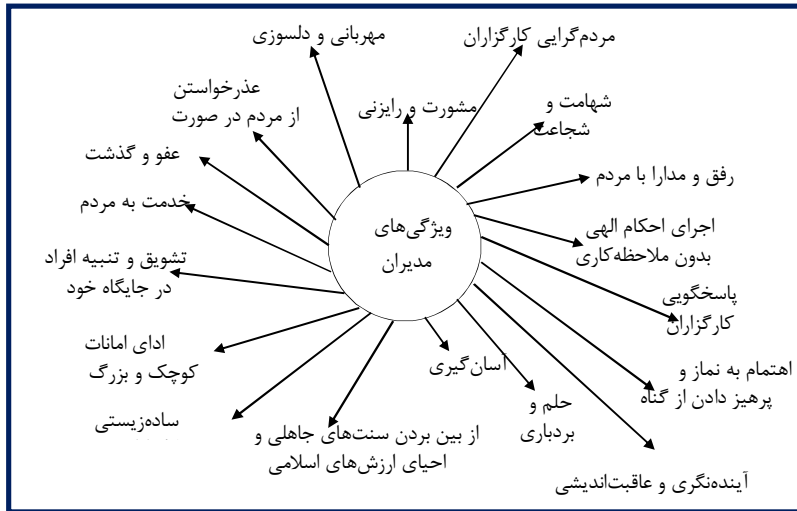 مردم‌گرایی کارگزاران
مهربانی و دلسوزی
عذرخواستن
از مردم در صورت
مشورت و رایزنی
شهامت و
شجاعت
عفو و گذشت
رفق و مدارا با مردم
خدمت به مردم
ویژگی‌های
مدیران
اجرای احکام الهی
بدون ملاحظه‌کاری
تشویق و تنبیه افراد
در جایگاه خود
پاسخگویی
کارگزاران
ادای امانات
کوچک و بزرگ
آسان‌گیری
اهتمام به نماز و
پرهیز دادن از گناه
حلم و
بردباری
ساده‌زیستی
از بین بردن سنت‌های جاهلی و
احیای ارزش‌های اسلامی
آینده‌نگری و عاقبت‌اندیشی